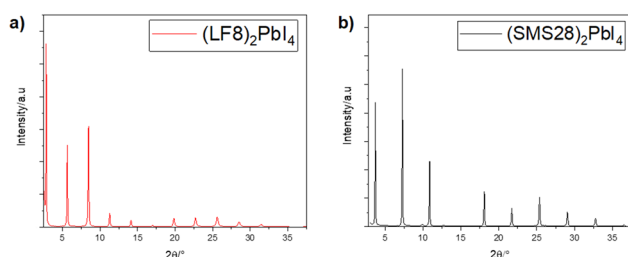 a)
(LF8)₂PbI₄
Intensity/a.u
5 10 15 20 25 30 35
2θ/°
b)
(SMS28)₂PbI₄
Intensity/a.u
5 10 15 20 25 30 35
2θ/°